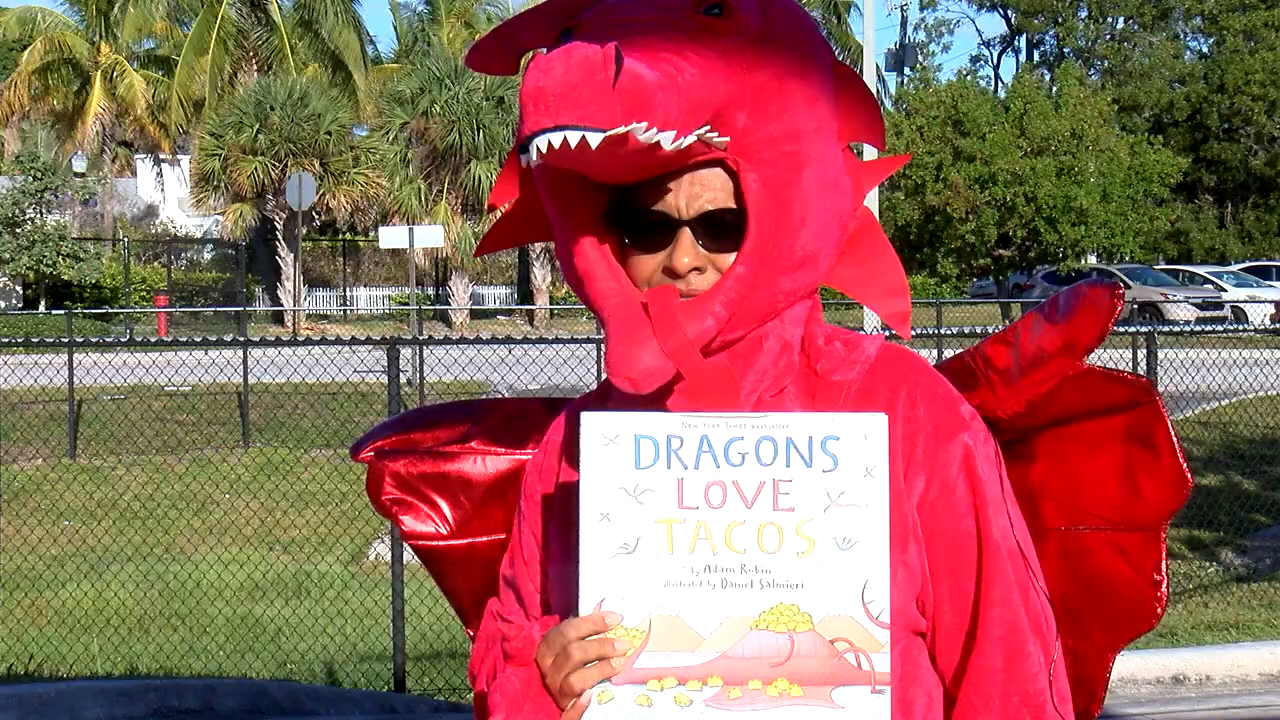 New York Times bestseller
DRAGONS
LOVE
TACOS
by Adam Rubin
illustrated by Daniel Salmieri